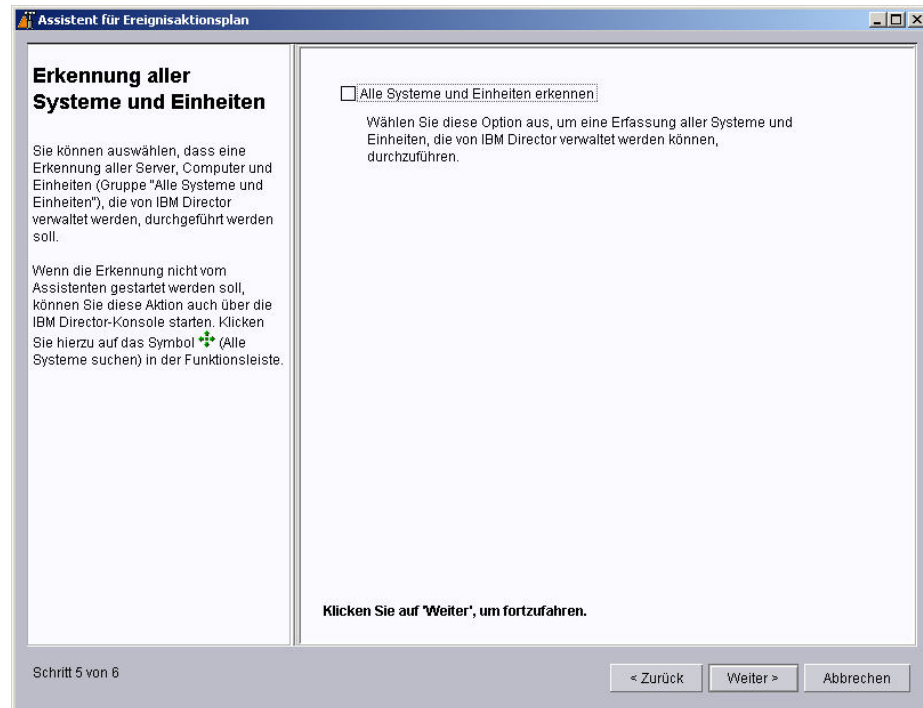 Assistent für Ereignisaktionsplan
Erkennung aller
Systeme und Einheiten
Sie können auswählen, dass eine
Erkennung aller Server, Computer und
Einheiten (Gruppe "Alle Systeme und
Einheiten"), die von IBM Director
verwaltet werden, durchgeführt werden
soll.
Wenn die Erkennung nicht vom
Assistenten gestartet werden soll,
können Sie diese Aktion auch über die
IBM Director-Konsole starten. Klicken
Sie hierzu auf das Symbol (Alle
Systeme suchen) in der Funktionsleiste.
Alle Systeme und Einheiten erkennen
Wählen Sie diese Option aus, um eine Erfassung aller Systeme und
Einheiten, die von IBM Director verwaltet werden können,
durchzuführen.
Klicken Sie auf 'Weiter', um fortzufahren.
Schritt 5 von 6
< Zurück
Weiter >
Abbrechen